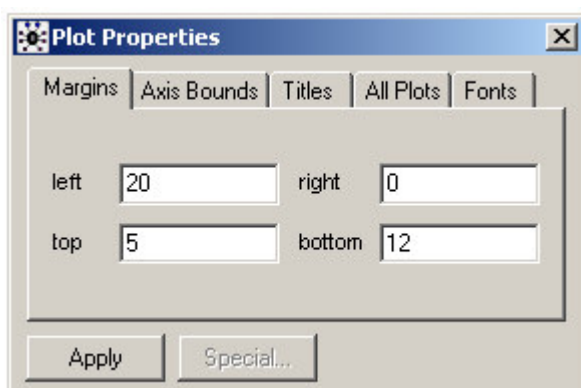 Plot Properties
Margins Axis Bounds Titles All Plots Fonts
left 20 right 0
top 5 bottom 12
Apply Special...